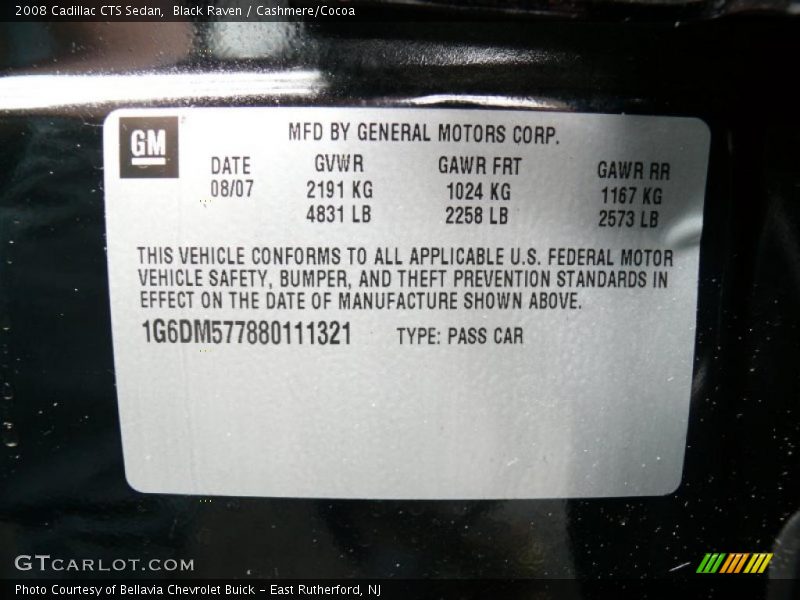 2008 Cadillac CTS Sedan, Black Raven / Cashmere/Cocoa
GM MFD BY GENERAL MOTORS CORP.
DATE GVWR GAWR FRT GAWR RR
08/07 2191 KG 1024 KG 1167 KG
4831 LB 2258 LB 2573 LB
THIS VEHICLE CONFORMS TO ALL APPLICABLE U.S. FEDERAL MOTOR
VEHICLE SAFETY, BUMPER, AND THEFT PREVENTION STANDARDS IN
EFFECT ON THE DATE OF MANUFACTURE SHOWN ABOVE.
1G6DM577880111321 TYPE: PASS CAR
GTCARLOT.COM
Photo Courtesy of Bellavia Chevrolet Buick - East Rutherford, NJ